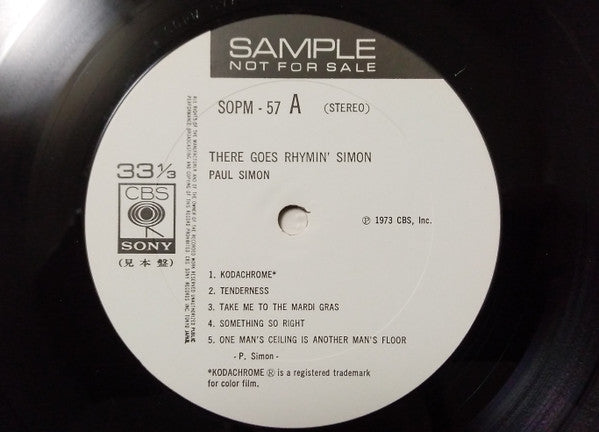 SAMPLE
NOT FOR SALE
SOPM - 57 A (STEREO)
THERE GOES RHYMIN' SIMON
PAUL SIMON
33 1/3
CBS
SONY
(見本盤)
℗ 1973 CBS, Inc.
1. KODACHROME*
2. TENDERNESS
3. TAKE ME TO THE MARDI GRAS
4. SOMETHING SO RIGHT
5. ONE MAN'S CEILING IS ANOTHER MAN'S FLOOR
- P. Simon -
*KODACHROME ® is a registered trademark
for color film.